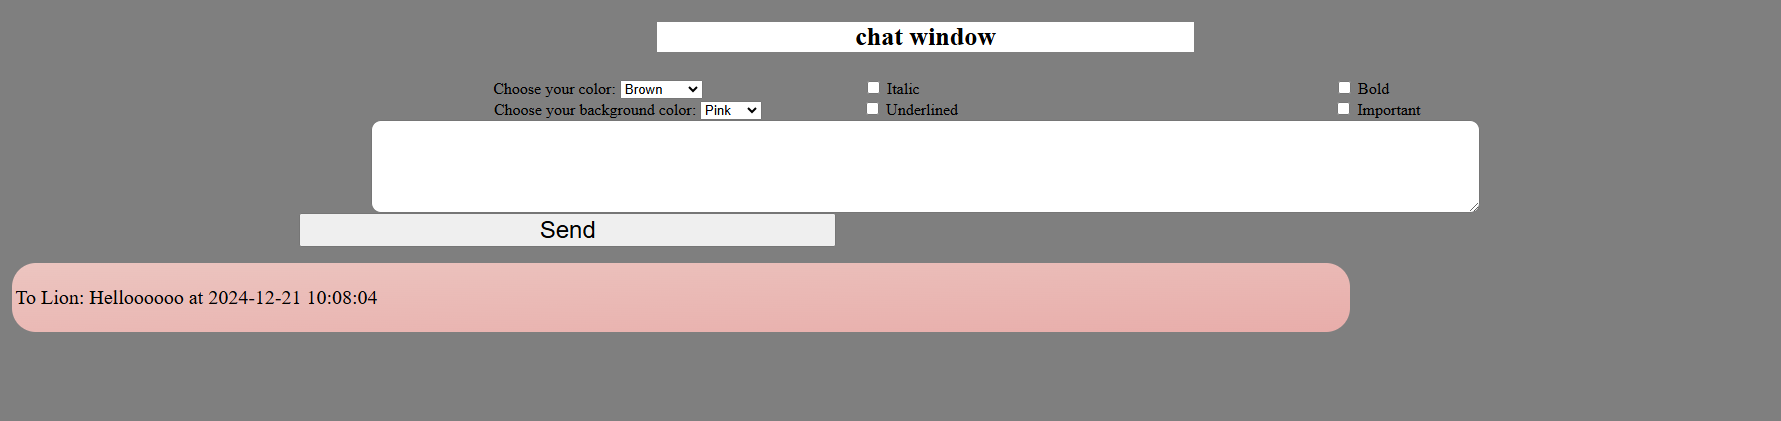 chat window
Choose your color: Brown Italic Bold
Choose your background color: Pink Underlined Important
Send
To Lion: Helloooooo at 2024-12-21 10:08:04